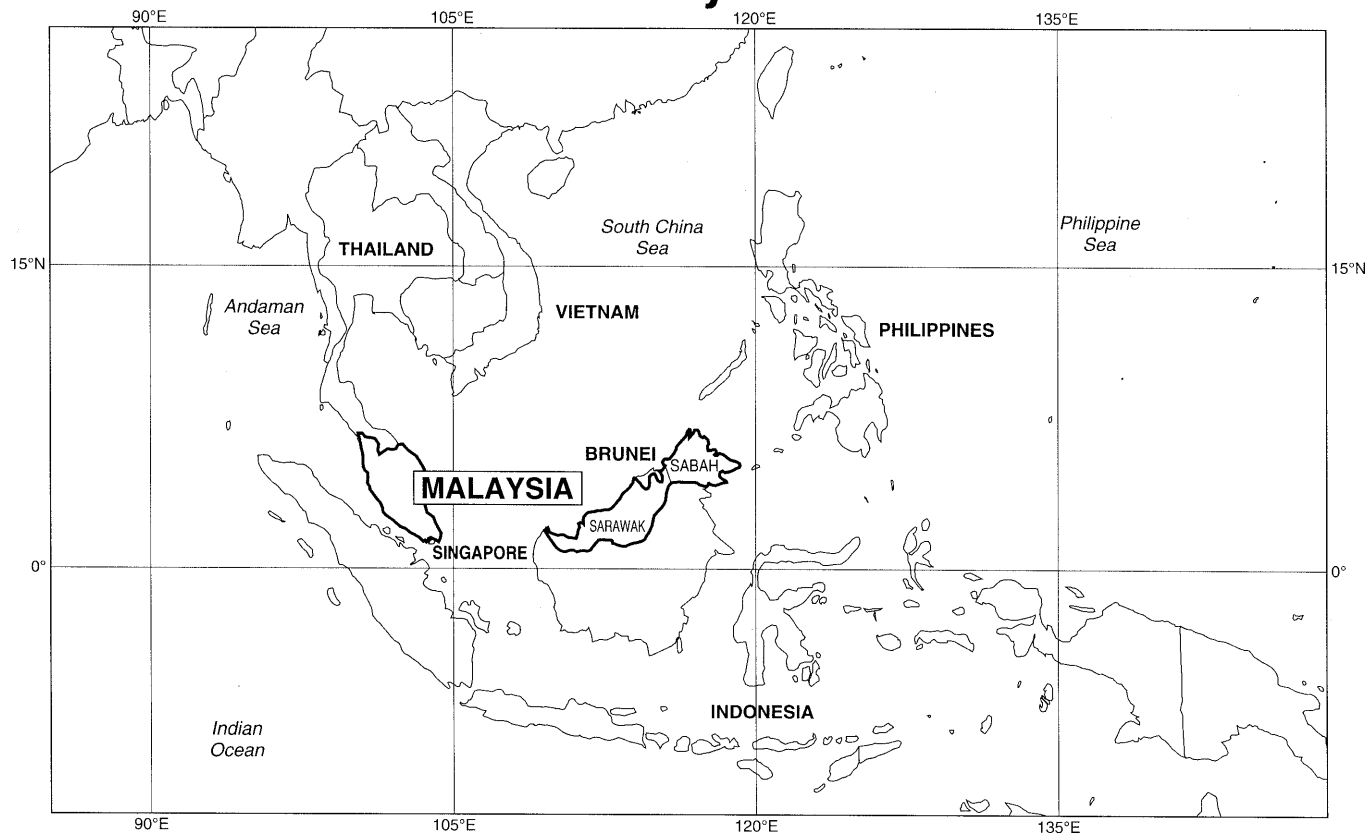 90°E
105°E
120°E
135°E
South China
Sea
Philippine
Sea
THAILAND
15°N
15°N
Andaman
Sea
VIETNAM
PHILIPPINES
BRUNEI
SABAH
MALAYSIA
SARAWAK
SINGAPORE
0°
0°
INDONESIA
Indian
Ocean
90°E
105°E
120°E
135°E